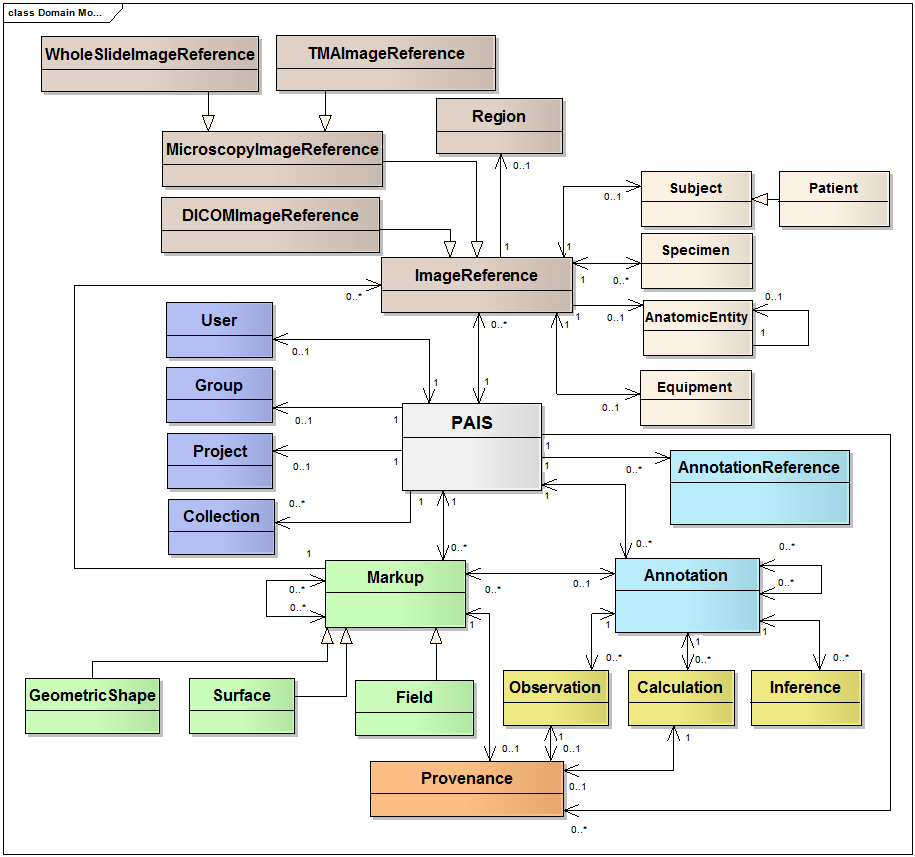 class Domain Mo...
WholeSlideImageReference
TMAImageReference
Region
MicroscopyImageReference
0..1
Subject
Patient
0..1
DICOMImageReference
1
1
Specimen
ImageReference
1
0..*
0..*
0..1
AnatomicEntity
0..*
1
1
0..1
User
1
0..1
Group
1
1
Equipment
0..1
PAIS
1
0..1
Project
1
1
AnnotationReference
0..1
1
0..*
Collection
0..*
1
1
1
0..*
0..*
1
0..*
Markup
Annotation
0..*
0..*
0..*
0..1
0..*
1
1
1
1
0..*
0..*
0..*
GeometricShape
Surface
Field
Observation
Calculation
Inference
1
1
0..1
0..1
Provenance
0..1
0..*